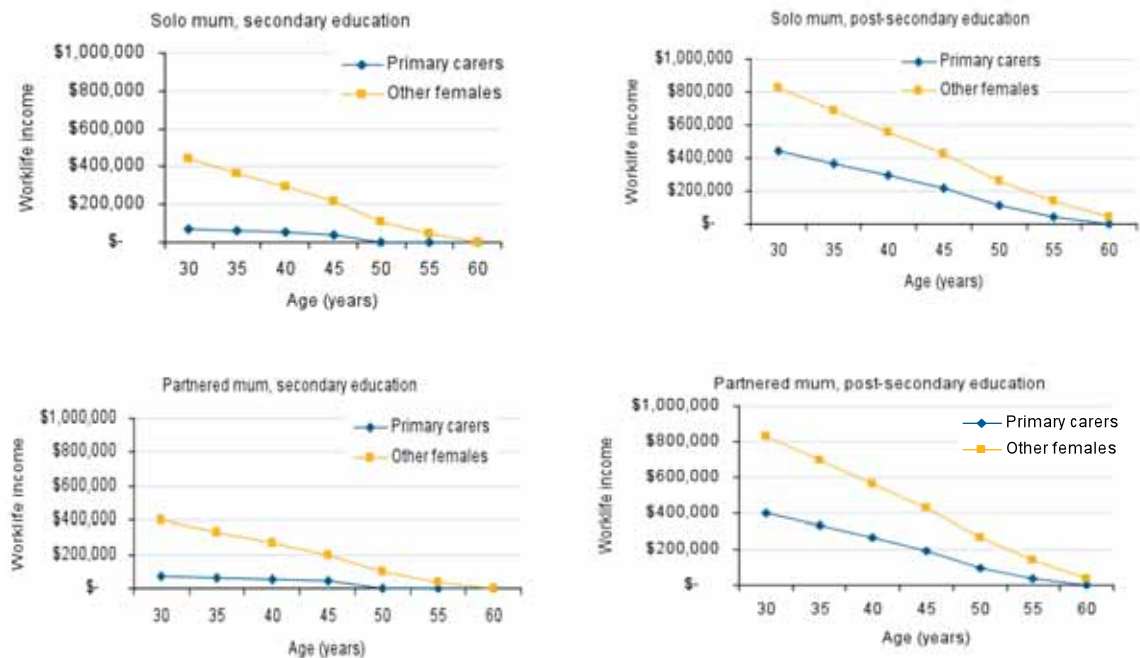 Solo mum, secondary education
$1,000,000
$800,000
$600,000
$400,000
$200,000
$-
Worklife income
Primary carers
Other females
30 35 40 45 50 55 60
Age (years)
Solo mum, post-secondary education
$1,000,000
$800,000
$600,000
$400,000
$200,000
$-
Worklife income
Primary carers
Other females
30 35 40 45 50 55 60
Age (years)
Partnered mum, secondary education
$1,000,000
$800,000
$600,000
$400,000
$200,000
$-
Worklife income
Primary carers
Other females
30 35 40 45 50 55 60
Age (years)
Partnered mum, post-secondary education
$1,000,000
$800,000
$600,000
$400,000
$200,000
$-
Worklife income
Primary carers
Other females
30 35 40 45 50 55 60
Age (years)